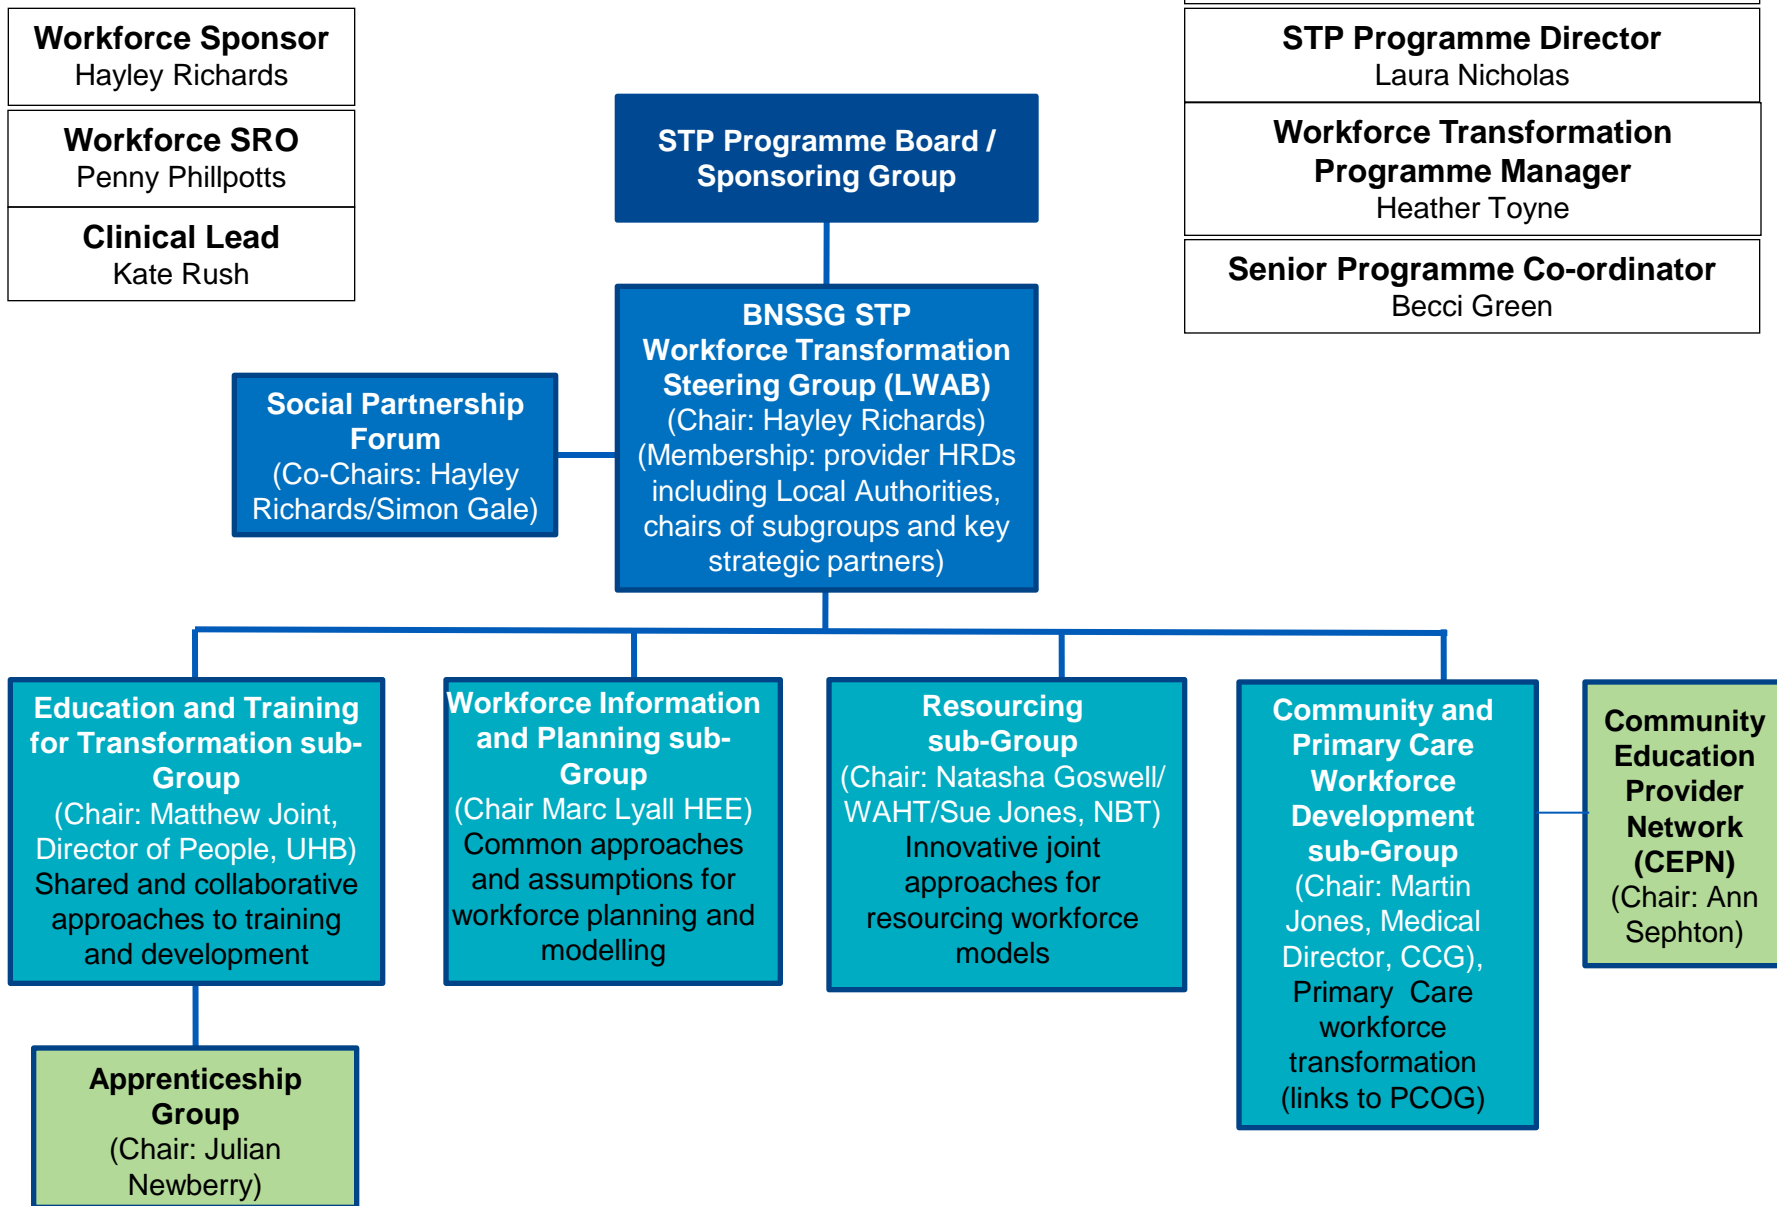 Workforce Sponsor
Hayley Richards
Workforce SRO
Penny Phillpotts
Clinical Lead
Kate Rush
STP Programme Director
Laura Nicholas
Workforce Transformation
Programme Manager
Heather Toyne
Senior Programme Co-ordinator
Becci Green
STP Programme Board /
Sponsoring Group
BNSSG STP
Workforce Transformation
Steering Group (LWAB)
(Chair: Hayley Richards)
(Membership: provider HRDs
including Local Authorities,
chairs of subgroups and key
strategic partners)
Social Partnership
Forum
(Co-Chairs: Hayley
Richards/Simon Gale)
Education and Training
for Transformation sub-
Group
(Chair: Matthew Joint,
Director of People, UHB)
Shared and collaborative
approaches to training
and development
Workforce Information
and Planning sub-
Group
(Chair Marc Lyall HEE)
Common approaches
and assumptions for
workforce planning and
modelling
Resourcing
sub-Group
(Chair: Natasha Goswell/
WAHT/Sue Jones, NBT)
Innovative joint
approaches for
resourcing workforce
models
Community and
Primary Care
Workforce
Development
sub-Group
(Chair: Martin
Jones, Medical
Director, CCG),
Primary Care
workforce
transformation
(links to PCOG)
Community
Education
Provider
Network
(CEPN)
(Chair: Ann
Sephton)
Apprenticeship
Group
(Chair: Julian
Newberry)